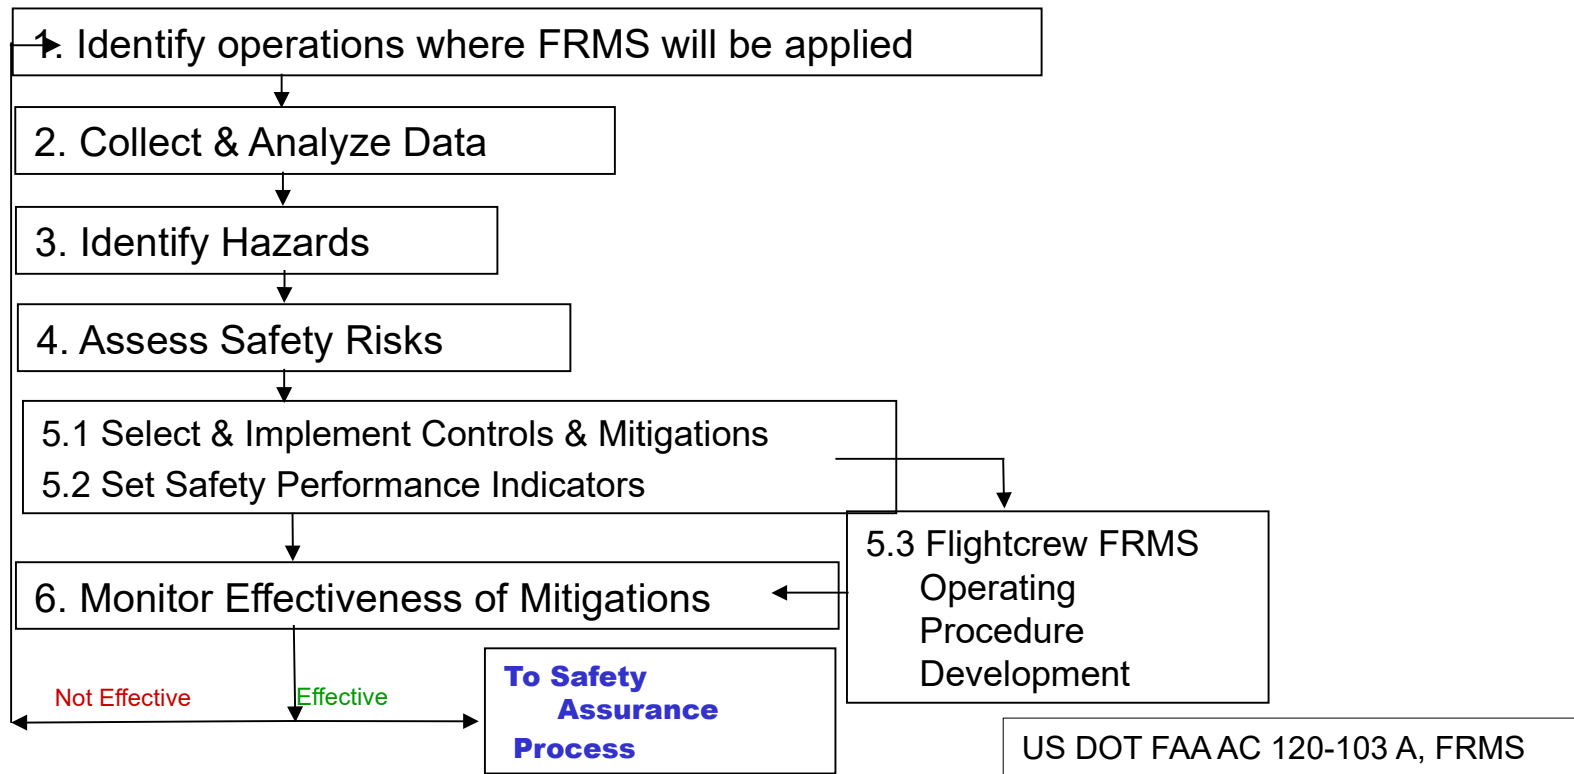 1. Identify operations where FRMS will be applied
2. Collect & Analyze Data
3. Identify Hazards
4. Assess Safety Risks
5.1 Select & Implement Controls & Mitigations
5.2 Set Safety Performance Indicators
5.3 Flightcrew FRMS
Operating
Procedure
Development
6. Monitor Effectiveness of Mitigations
Not Effective
Effective
To Safety
Assurance
Process
US DOT FAA AC 120-103 A, FRMS